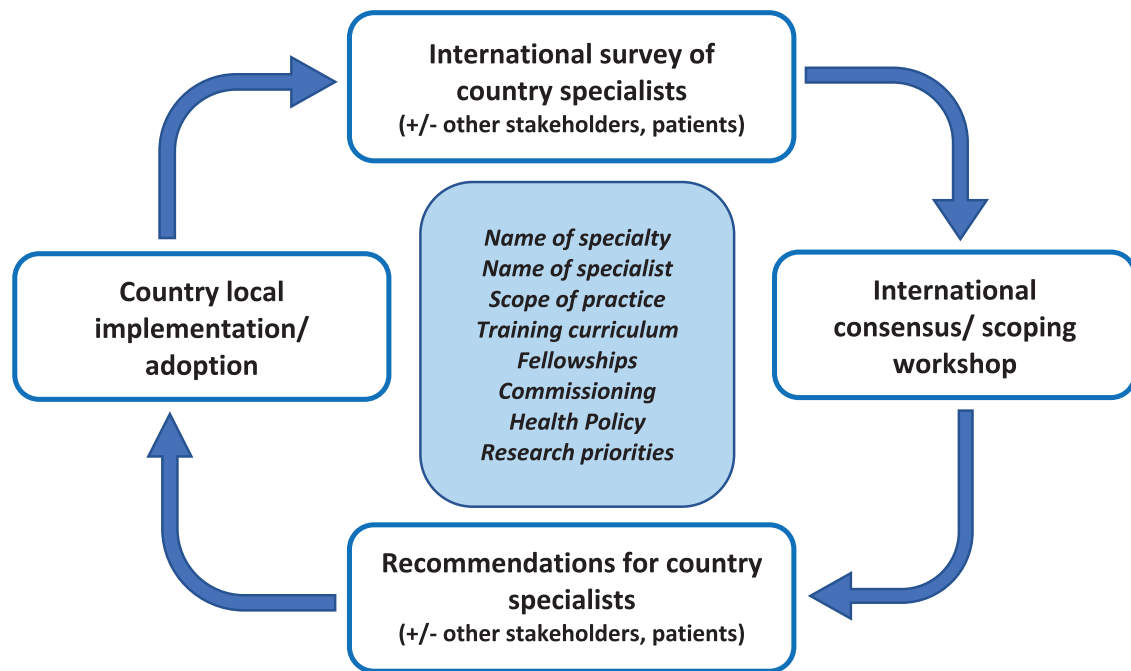 International survey of
country specialists
(+/- other stakeholders, patients)
International
consensus/ scoping
workshop
Recommendations for country
specialists
(+/- other stakeholders, patients)
Country local
implementation/
adoption
Name of specialty
Name of specialist
Scope of practice
Training curriculum
Fellowships
Commissioning
Health Policy
Research priorities